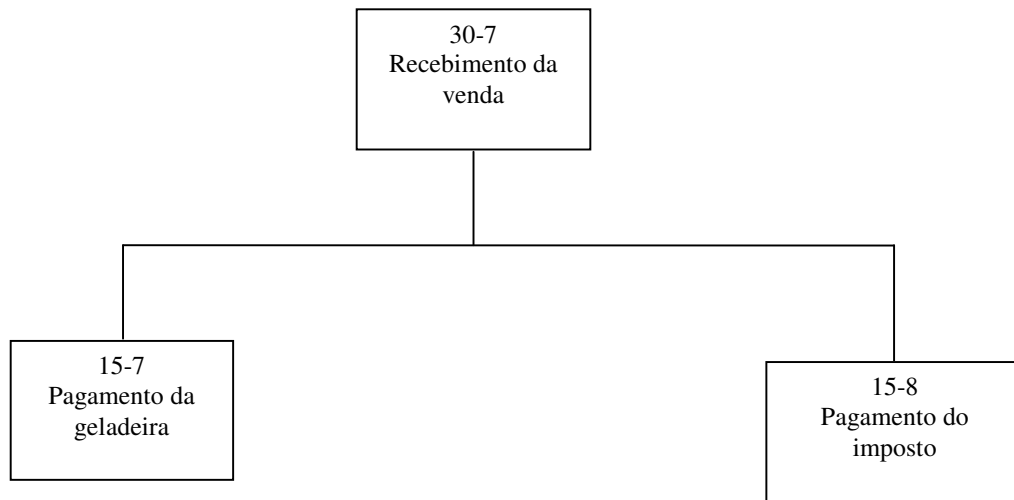 30-7
Recebimento da
venda
15-7
Pagamento da
geladeira
15-8
Pagamento do
imposto